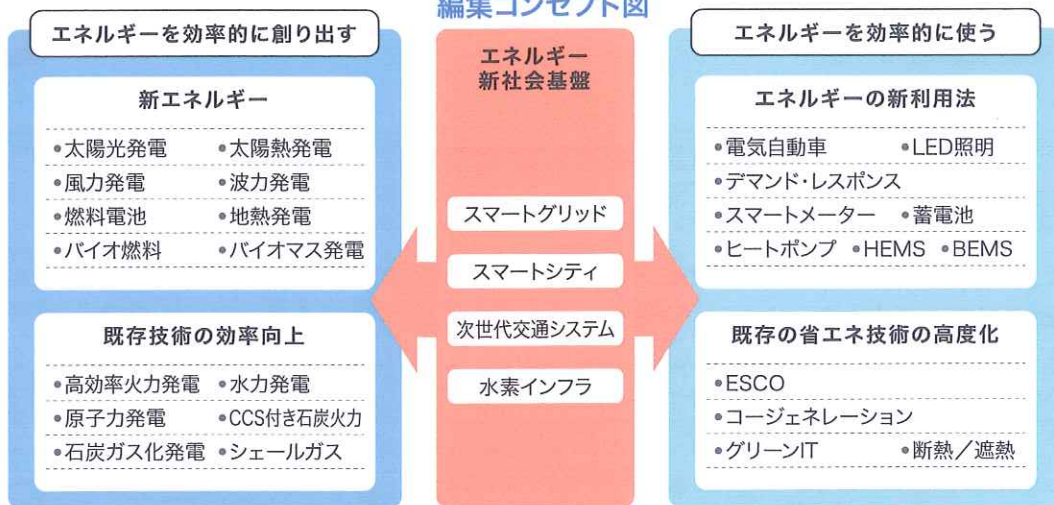 編集コンセプト図
エネルギーを効率的に創り出す
新エネルギー
•太陽光発電 •太陽熱発電
•風力発電 •波力発電
•燃料電池 •地熱発電
•バイオ燃料 •バイオマス発電
既存技術の効率向上
•高効率火力発電 •水力発電
•原子力発電 •CCS付き石炭火力
•石炭ガス化発電 •シェールガス
エネルギー
新社会基盤
スマートグリッド
スマートシティ
次世代交通システム
水素インフラ
エネルギーを効率的に使う
エネルギーの新利用法
•電気自動車 •LED照明
•デマンド・レスポンス
•スマートメーター •蓄電池
•ヒートポンプ •HEMS •BEMS
既存の省エネ技術の高度化
•ESCO
•コージェネレーション
•グリーンIT •断熱／遮熱